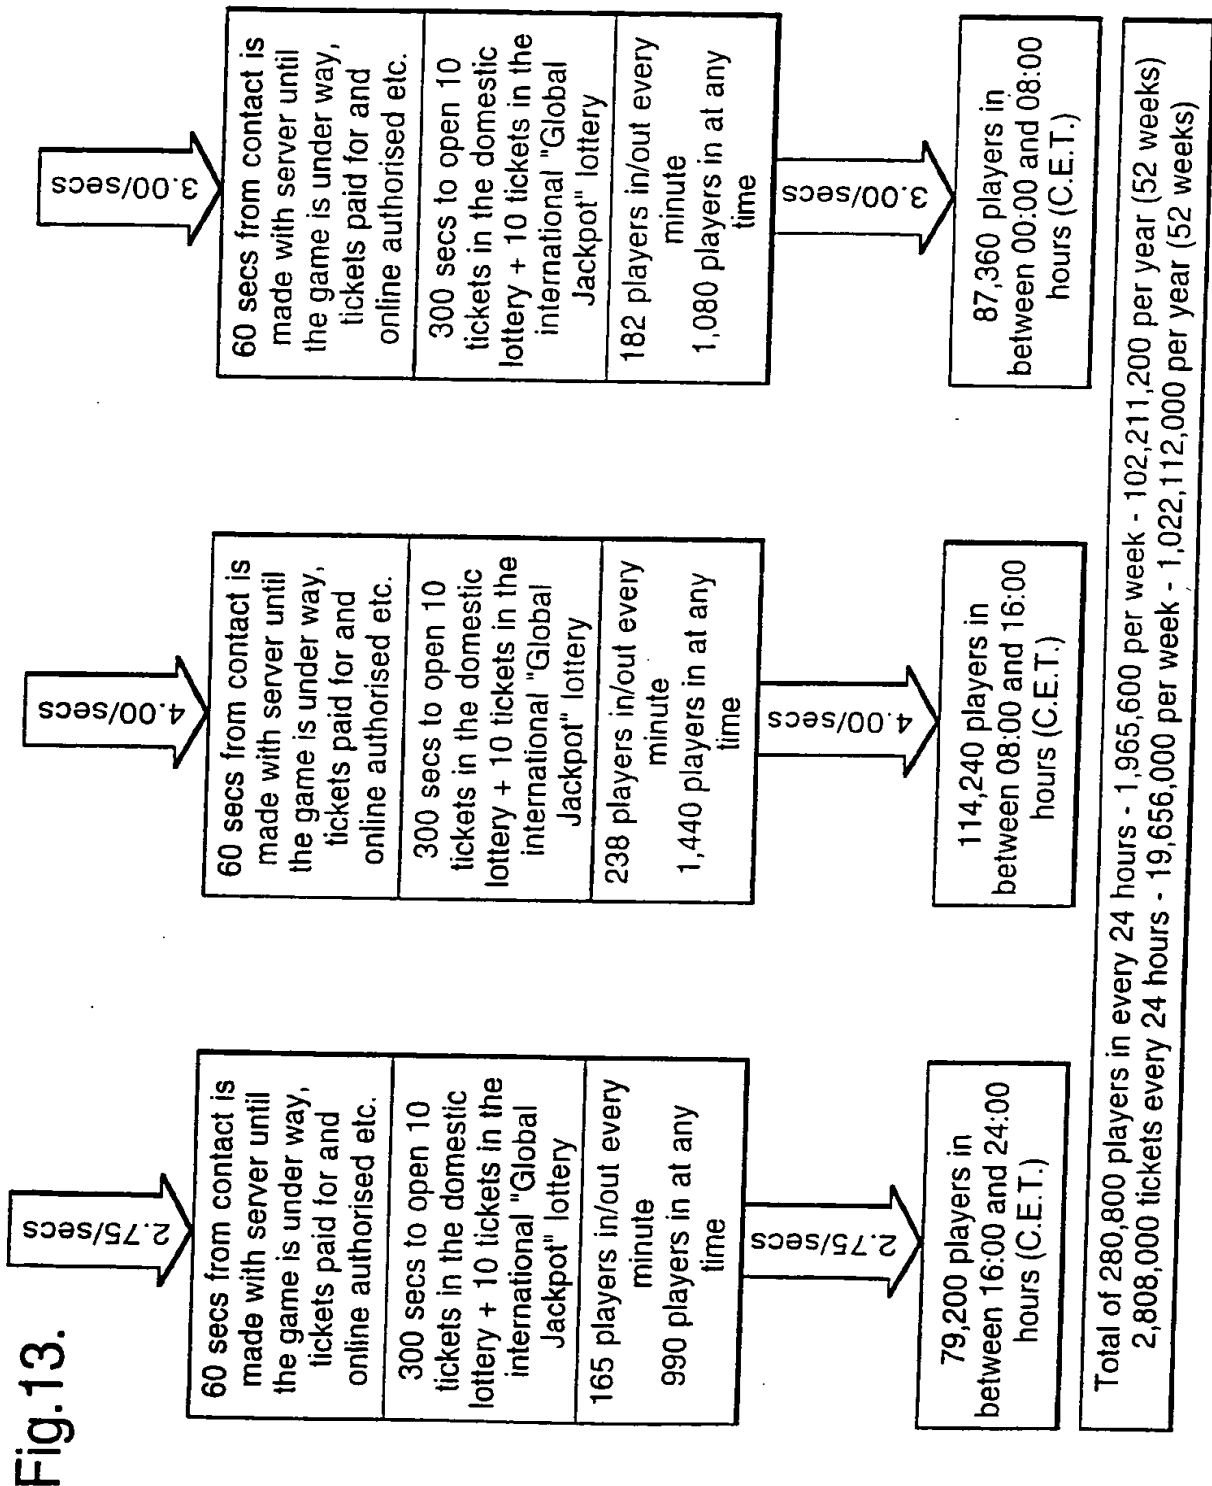 Fig.13.
2.75/secs
60 secs from contact is
made with server until
the game is under way,
tickets paid for and
online authorised etc.
300 secs to open 10
tickets in the domestic
lottery + 10 tickets in the
international "Global
Jackpot" lottery
165 players in/out every
minute
990 players in at any
time
2.75/secs
79,200 players in
between 16:00 and 24:00
hours (C.E.T.)
4.00/secs
60 secs from contact is
made with server until
the game is under way,
tickets paid for and
online authorised etc.
300 secs to open 10
tickets in the domestic
lottery + 10 tickets in the
international "Global
Jackpot" lottery
238 players in/out every
minute
1,440 players in at any
time
4.00/secs
114,240 players in
between 08:00 and 16:00
hours (C.E.T.)
3.00/secs
60 secs from contact is
made with server until
the game is under way,
tickets paid for and
online authorised etc.
300 secs to open 10
tickets in the domestic
lottery + 10 tickets in the
international "Global
Jackpot" lottery
182 players in/out every
minute
1,080 players in at any
time
3.00/secs
87,360 players in
between 00:00 and 08:00
hours (C.E.T.)
Total of 280,800 players in every 24 hours - 1,965,600 per week - 102,211,200 per year (52 weeks)
2,808,000 tickets every 24 hours - 19,656,000 per week - 1,022,112,000 per year (52 weeks)